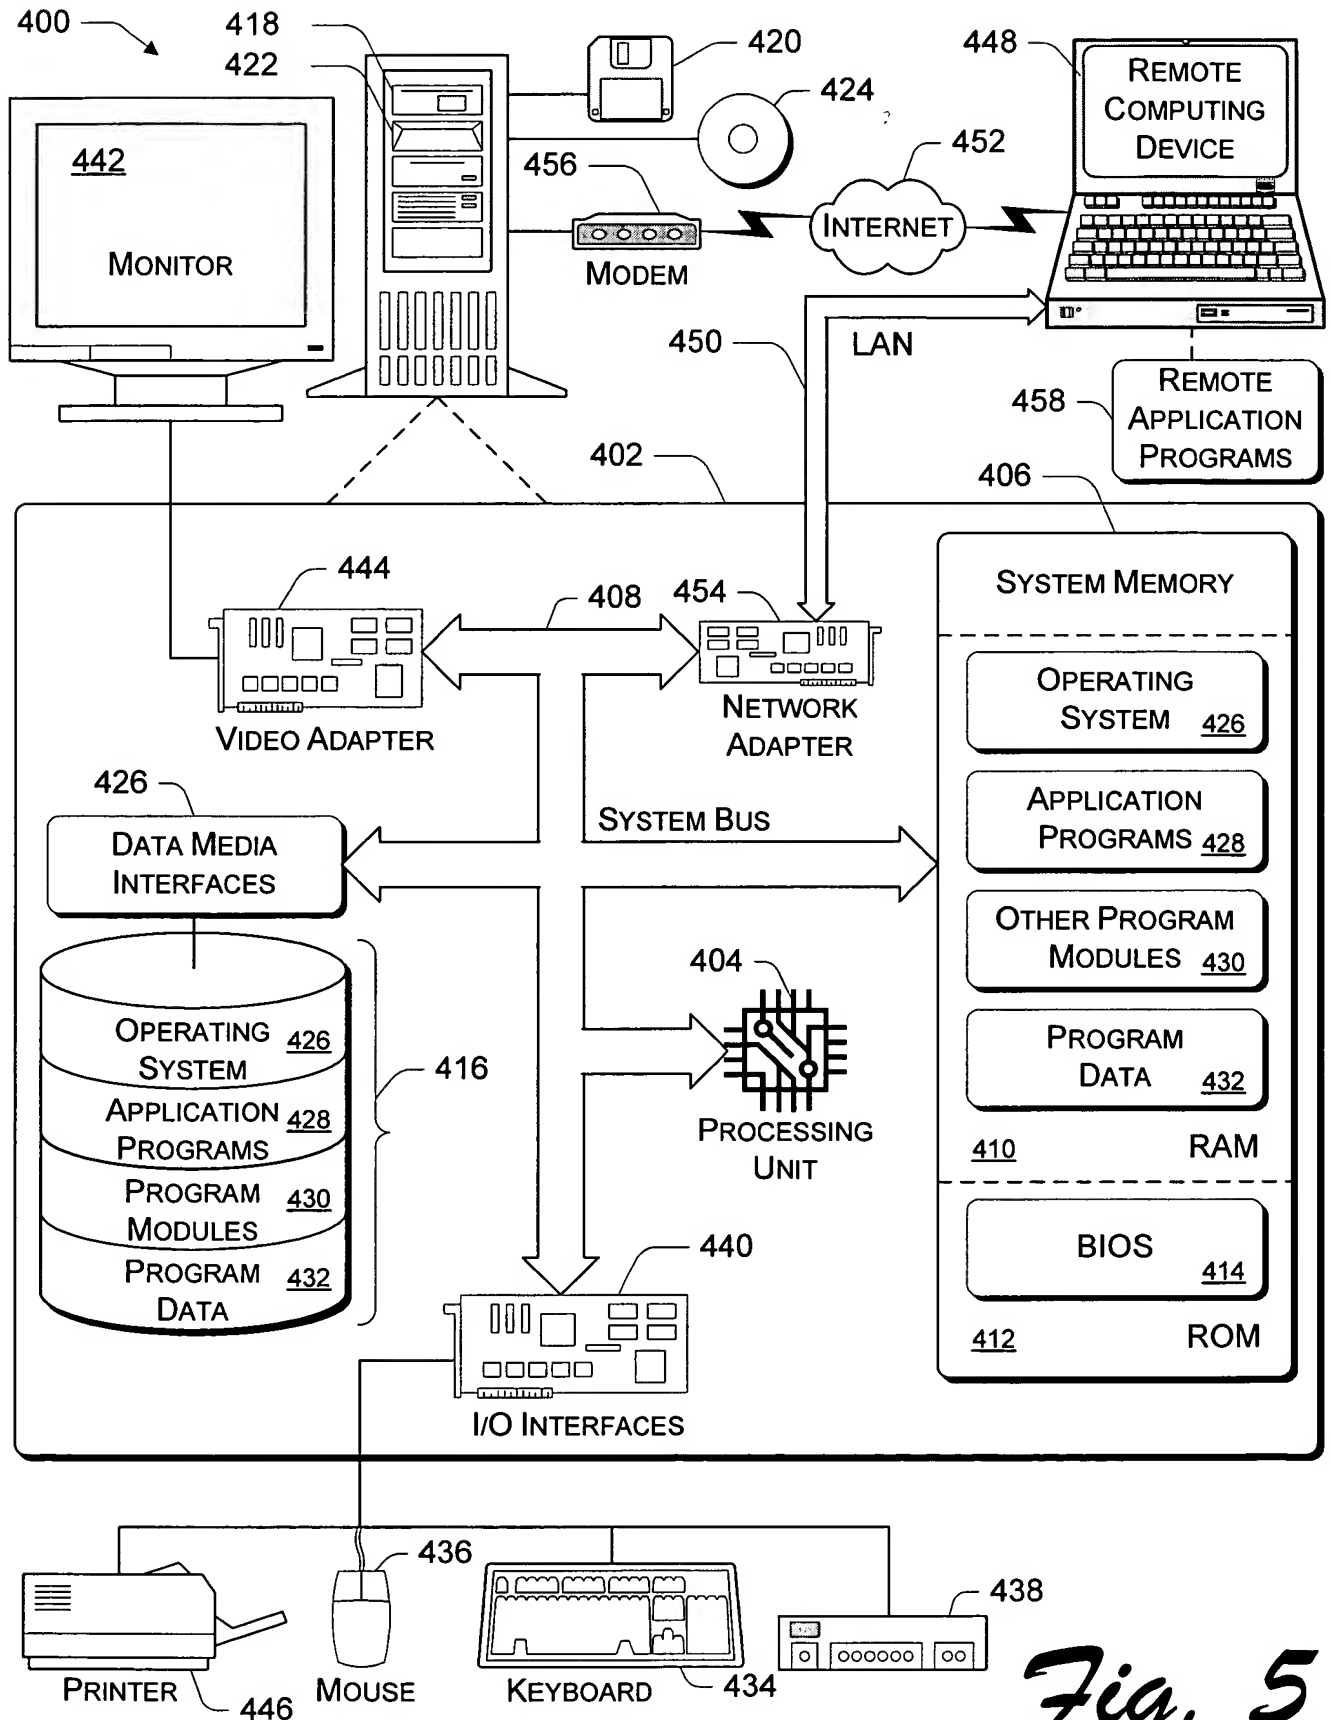 400
418
422
420
424
448
REMOTE
COMPUTING
DEVICE
442
MONITOR
456
MODEM
452
INTERNET
450
LAN
458
REMOTE
APPLICATION
PROGRAMS
402
406
444
408
454
VIDEO ADAPTER
NETWORK
ADAPTER
SYSTEM MEMORY
OPERATING
SYSTEM 426
APPLICATION
PROGRAMS 428
OTHER PROGRAM
MODULES 430
PROGRAM
DATA 432
410 RAM
BIOS
414
412 ROM
426
DATA MEDIA
INTERFACES
SYSTEM BUS
OPERATING
SYSTEM 426
APPLICATION
PROGRAMS 428
PROGRAM
MODULES 430
PROGRAM
DATA 432
416
404
PROCESSING
UNIT
440
I/O INTERFACES
PRINTER
446
436
MOUSE
KEYBOARD
434
438
Fig. 5